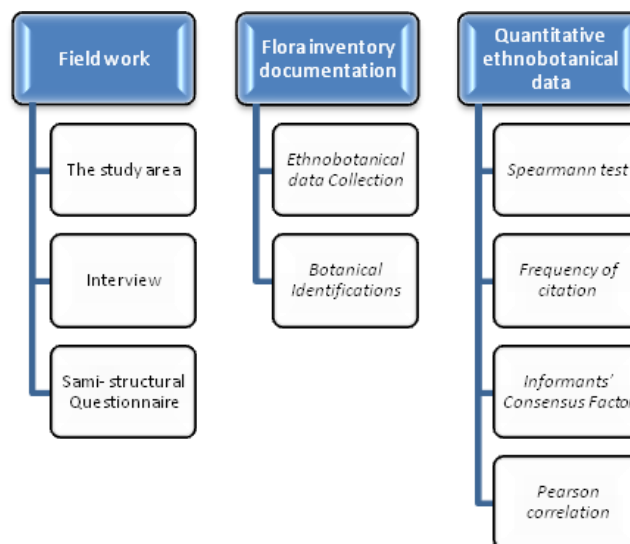 Field work
The study area
Interview
Sami- structural
Questionnaire
Flora inventory
documentation
Ethnobotanical
data Collection
Botanical
Identifications
Quantitative
ethnobotanical
data
Spearmann test
Frequency of
citation
Informants’
Consensus Factor
Pearson
correlation